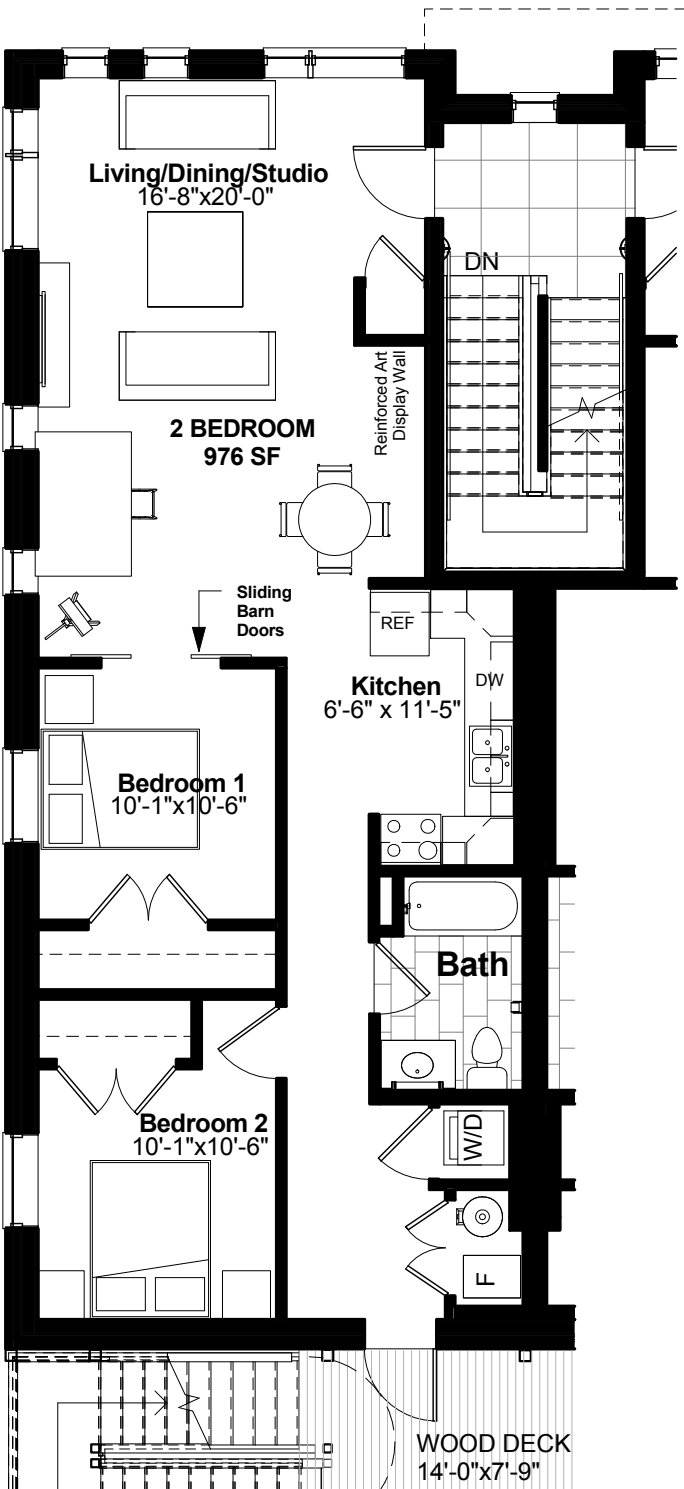 Living/Dining/Studio
16'-8"x20'-0"
DN
Reinforced Art
Display Wall
2 BEDROOM
976 SF
Sliding
Barn
Doors
REF
DW
Kitchen
6'-6" x 11'-5"
Bedroom 1
10'-1"x10'-6"
Bath
Bedroom 2
10'-1"x10'-6"
W/D
F
WOOD DECK
14'-0"x7'-9"